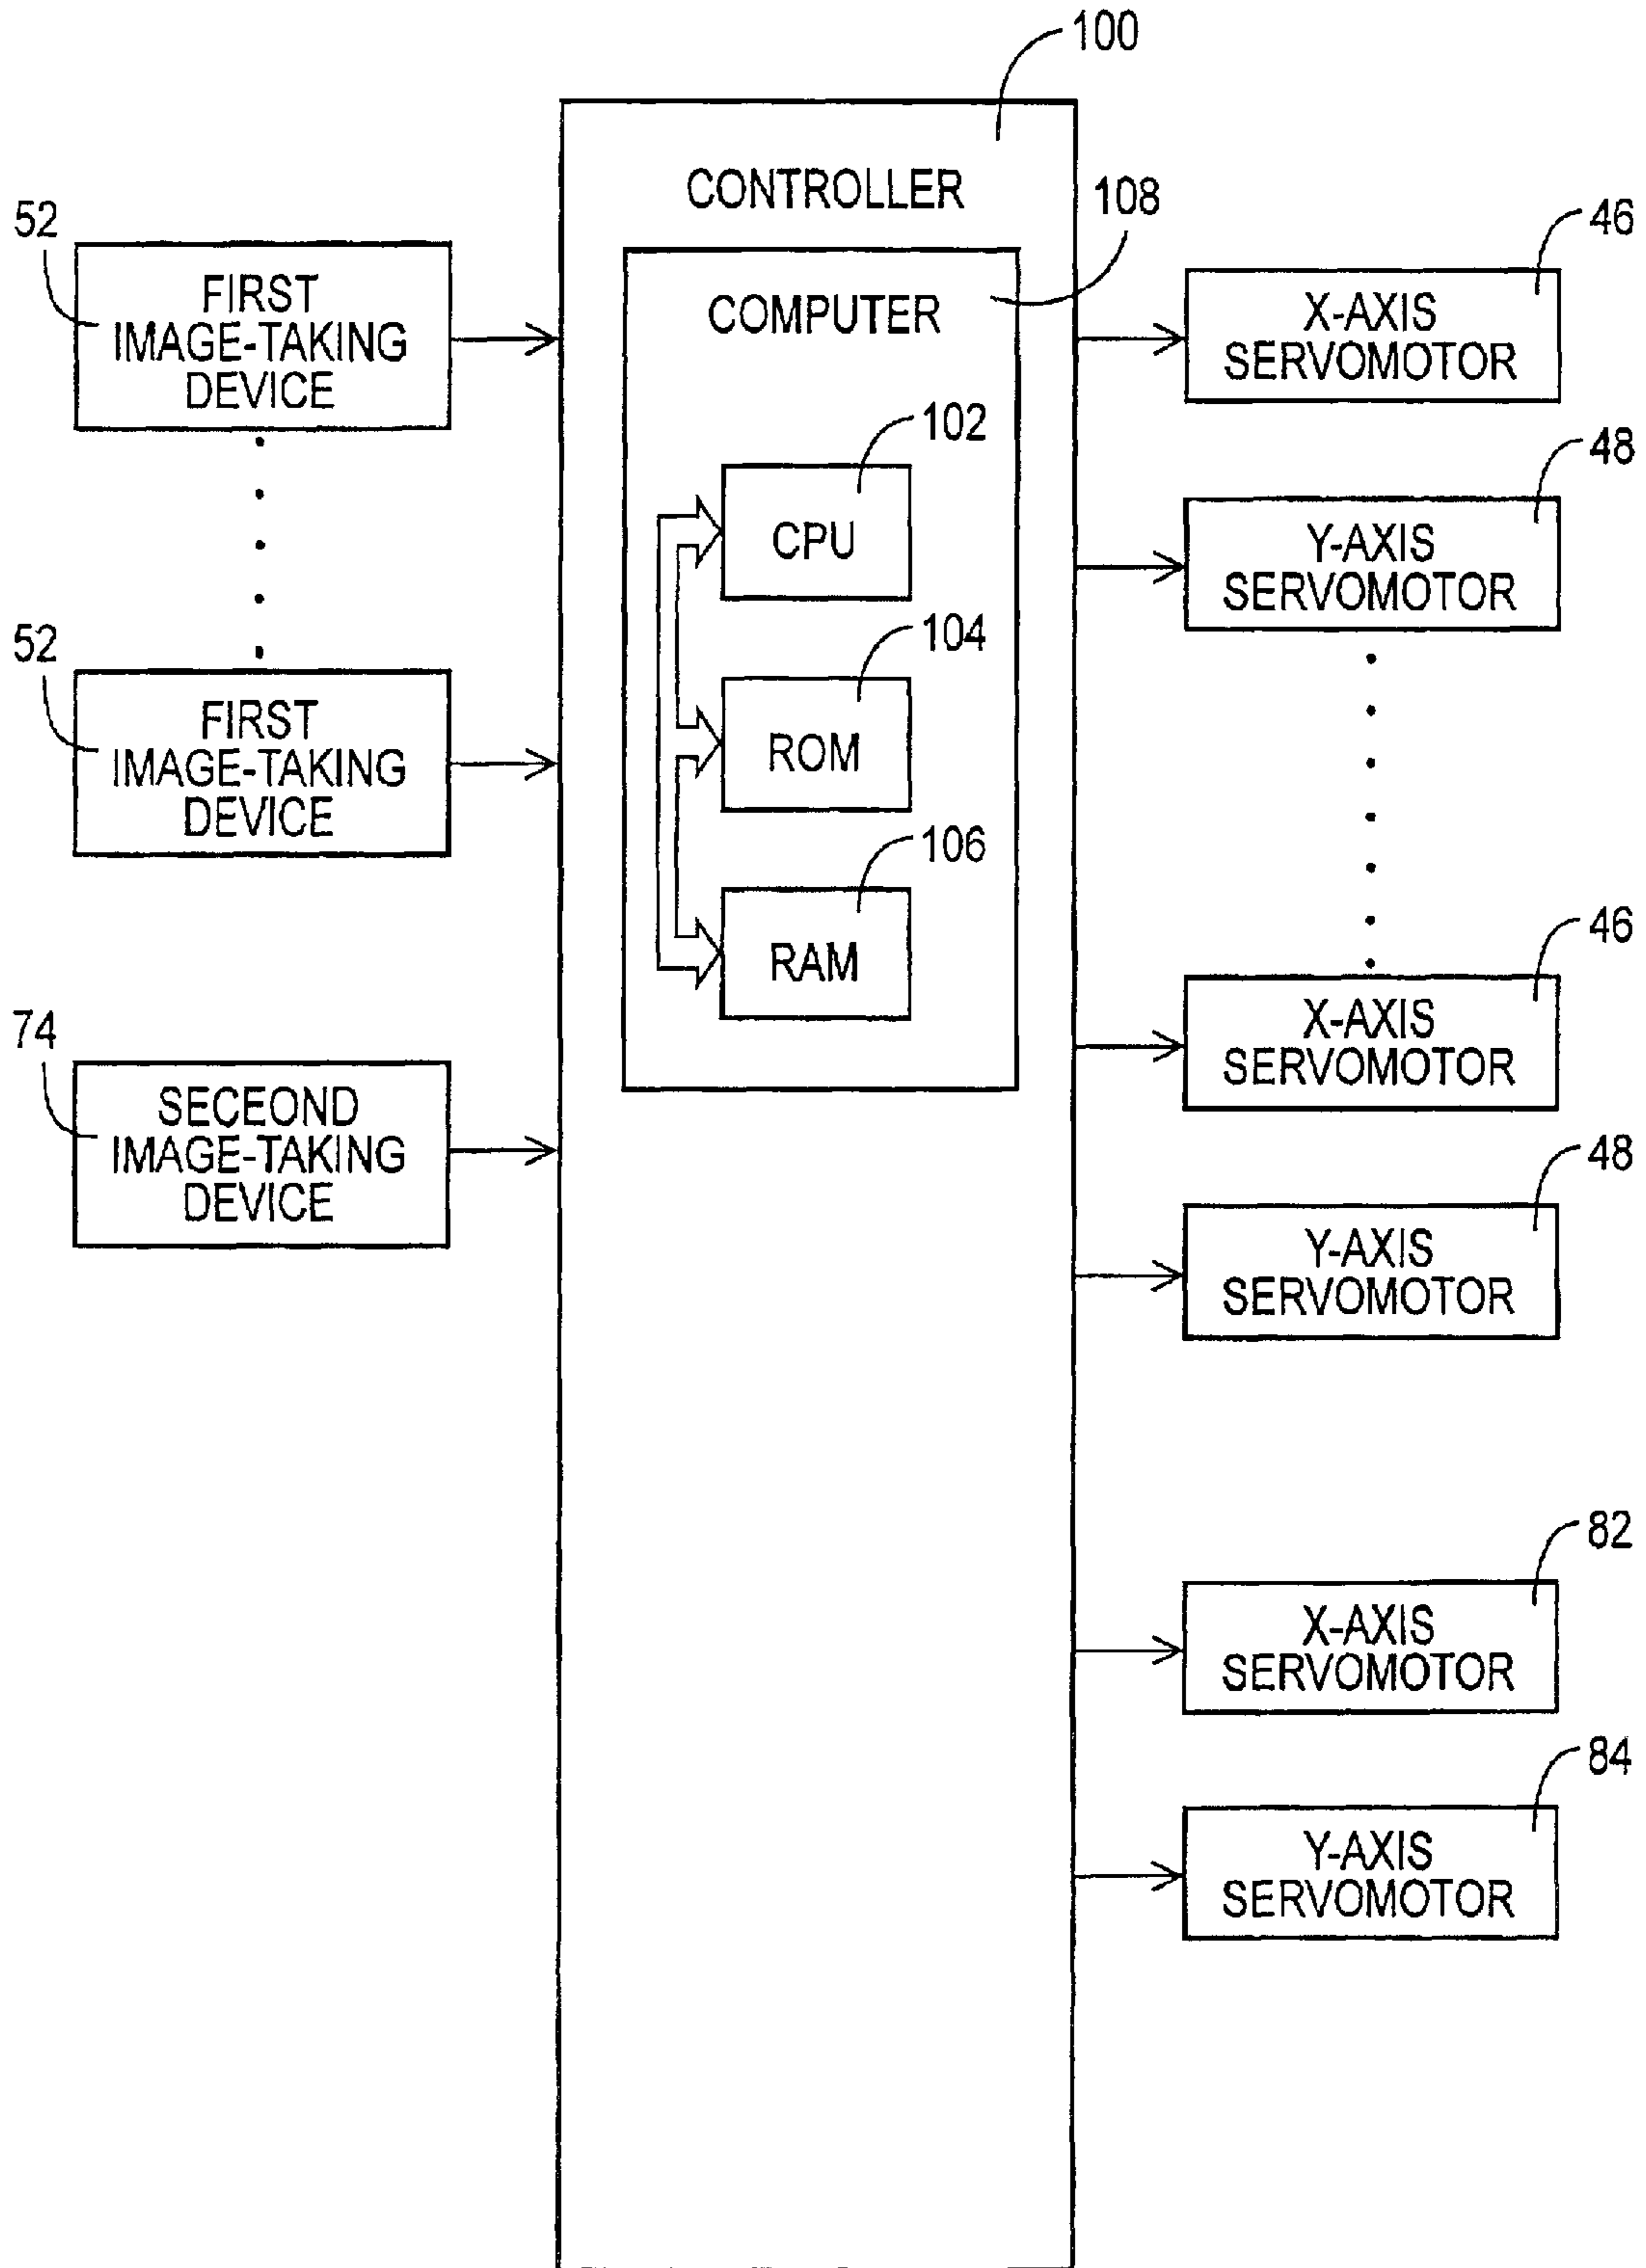 100
CONTROLLER
108
COMPUTER
102
CPU
104
ROM
106
RAM
52
FIRST
IMAGE-TAKING
DEVICE
52
FIRST
IMAGE-TAKING
DEVICE
74
SECEOND
IMAGE-TAKING
DEVICE
46
X-AXIS
SERVOMOTOR
48
Y-AXIS
SERVOMOTOR
46
X-AXIS
SERVOMOTOR
48
Y-AXIS
SERVOMOTOR
82
X-AXIS
SERVOMOTOR
84
Y-AXIS
SERVOMOTOR